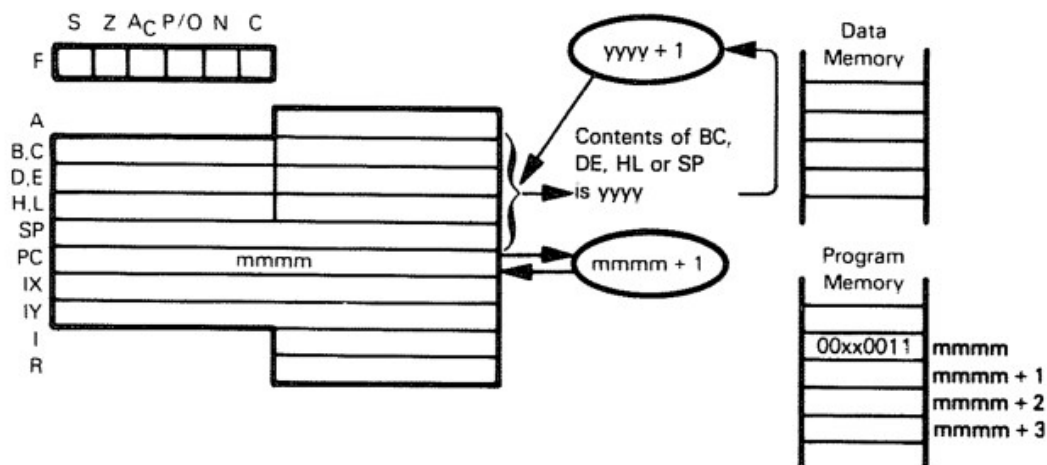 S Z AC P/O N C
F
A
B,C
D,E
H,L
SP
PC
IX
IY
I
R
mmmm
yyyy + 1
Contents of BC,
DE, HL or SP
is yyyy
mmmm + 1
Data
Memory
Program
Memory
00xx0011 mmmm
mmmm + 1
mmmm + 2
mmmm + 3